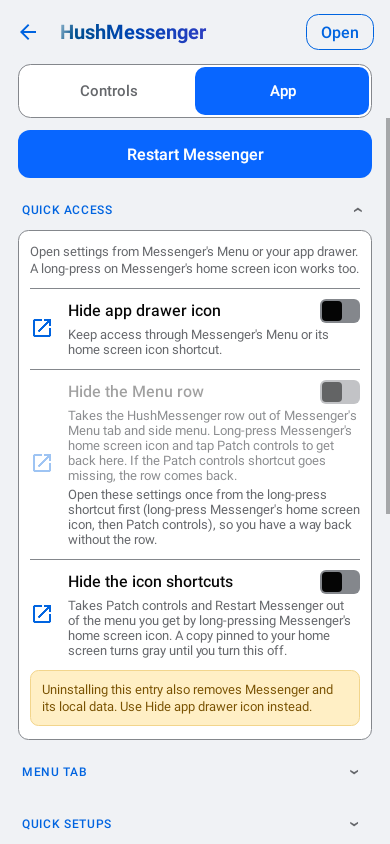 HushMessenger
Open
Controls
App
Restart Messenger
QUICK ACCESS
Open settings from Messenger's Menu or your app drawer.
A long-press on Messenger's home screen icon works too.
Hide app drawer icon
Keep access through Messenger's Menu or its
home screen icon shortcut.
Hide the Menu row
Takes the HushMessenger row out of Messenger's
Menu tab and side menu. Long-press Messenger's
home screen icon and tap Patch controls to get
back here. If the Patch controls shortcut goes
missing, the row comes back.
Open these settings once from the long-press
shortcut first (long-press Messenger's home screen
icon, then Patch controls), so you have a way back
without the row.
Hide the icon shortcuts
Takes Patch controls and Restart Messenger out
of the menu you get by long-pressing Messenger's
home screen icon. A copy pinned to your home
screen turns gray until you turn this off.
Uninstalling this entry also removes Messenger and
its local data. Use Hide app drawer icon instead.
MENU TAB
QUICK SETUPS